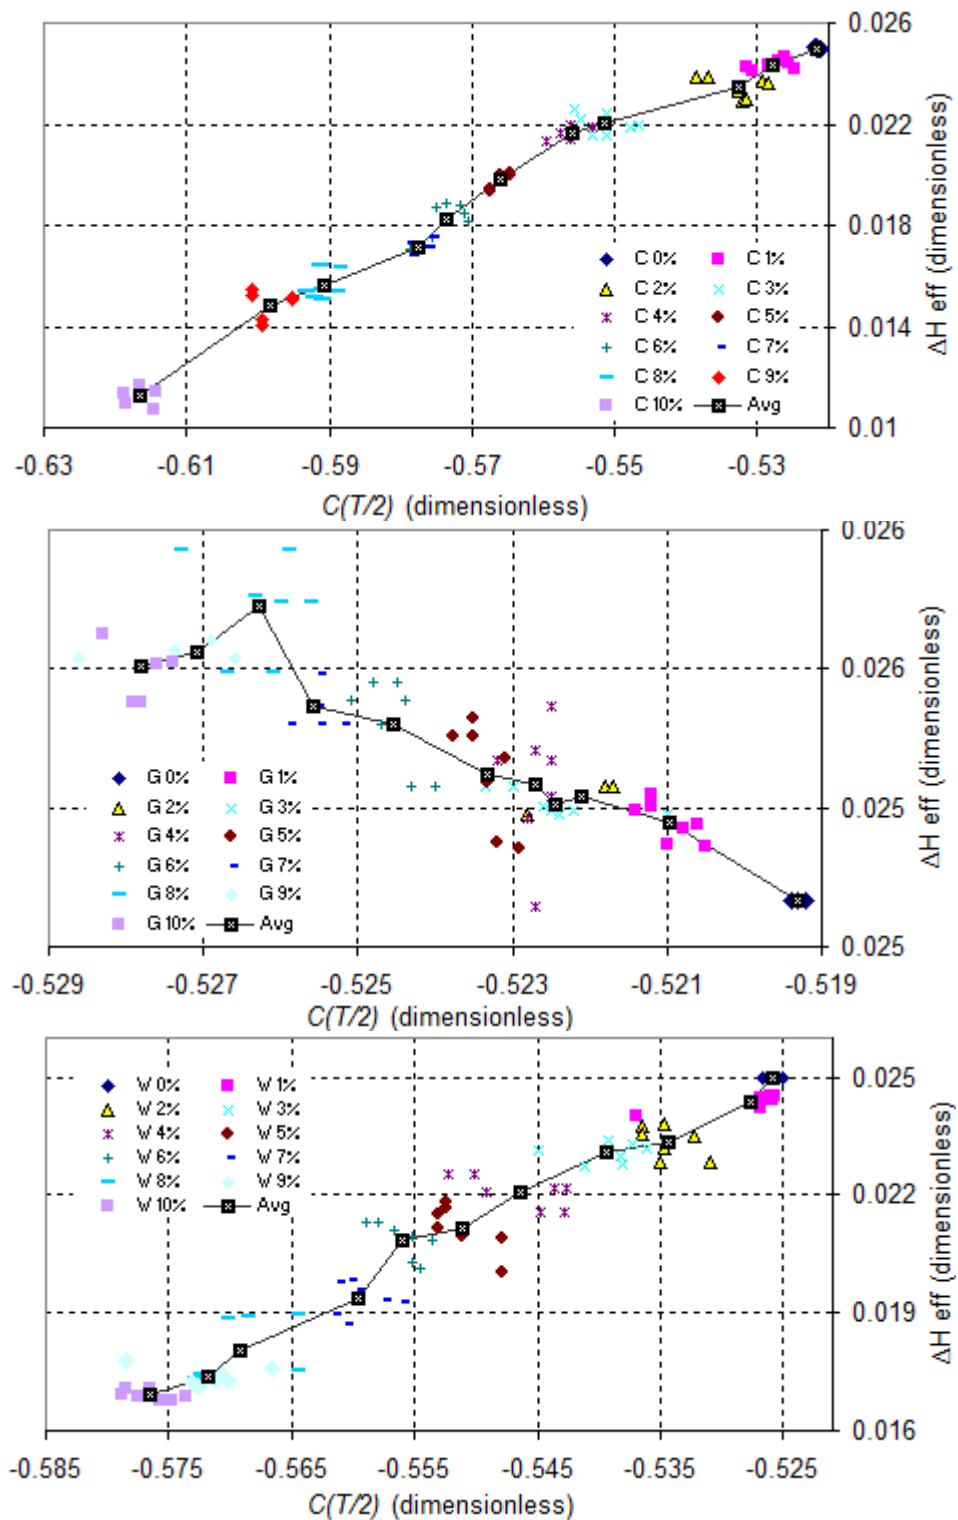 0.026
0.022
0.018
0.014
0.01
ΔH eff (dimensionless)
C 0% C 1%
C 2% C 3%
C 4% C 5%
C 6% C 7%
C 8% C 9%
C 10% Avg
-0.63 -0.61 -0.59 -0.57 -0.55 -0.53
C(T/2) (dimensionless)
0.026
0.026
0.025
0.025
ΔH eff (dimensionless)
G 0% G 1%
G 2% G 3%
G 4% G 5%
G 6% G 7%
G 8% G 9%
G 10% Avg
-0.529 -0.527 -0.525 -0.523 -0.521 -0.519
C(T/2) (dimensionless)
W 0% W 1%
W 2% W 3%
W 4% W 5%
W 6% W 7%
W 8% W 9%
W 10% Avg
0.025
0.022
0.019
0.016
ΔH eff (dimensionless)
-0.585 -0.575 -0.565 -0.555 -0.545 -0.535 -0.525
C(T/2) (dimensionless)